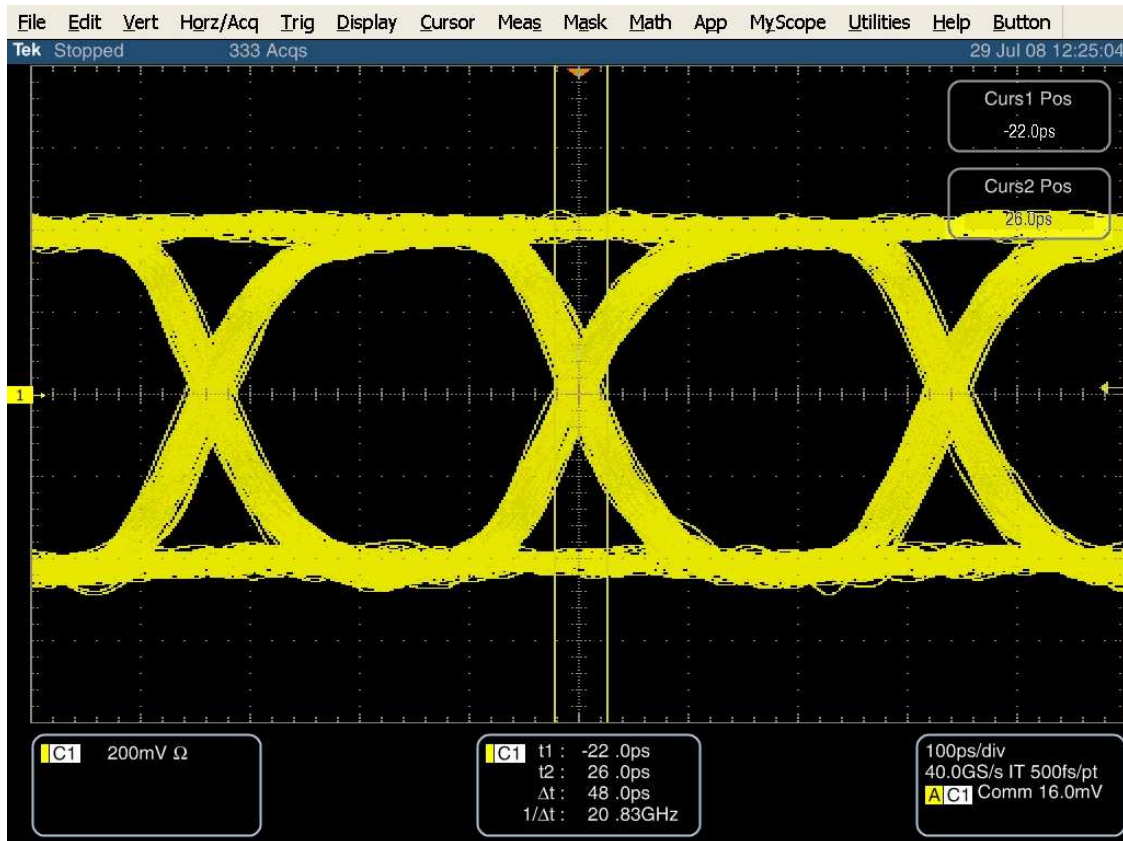 File Edit Vert Horz/Acq Trig Display Cursor Meas Mask Math App MyScope Utilities Help Button
Tek Stopped 333 Acqs 29 Jul 08 12:25:04
Curs1 Pos
-22.0ps
Curs2 Pos
26.0ps
1
C1 200mV Ω
C1 t1 : -22 .0ps
t2 : 26 .0ps
Δt : 48 .0ps
1/Δt : 20 .83GHz
100ps/div
40.0GS/s IT 500fs/pt
A C1 Comm 16.0mV